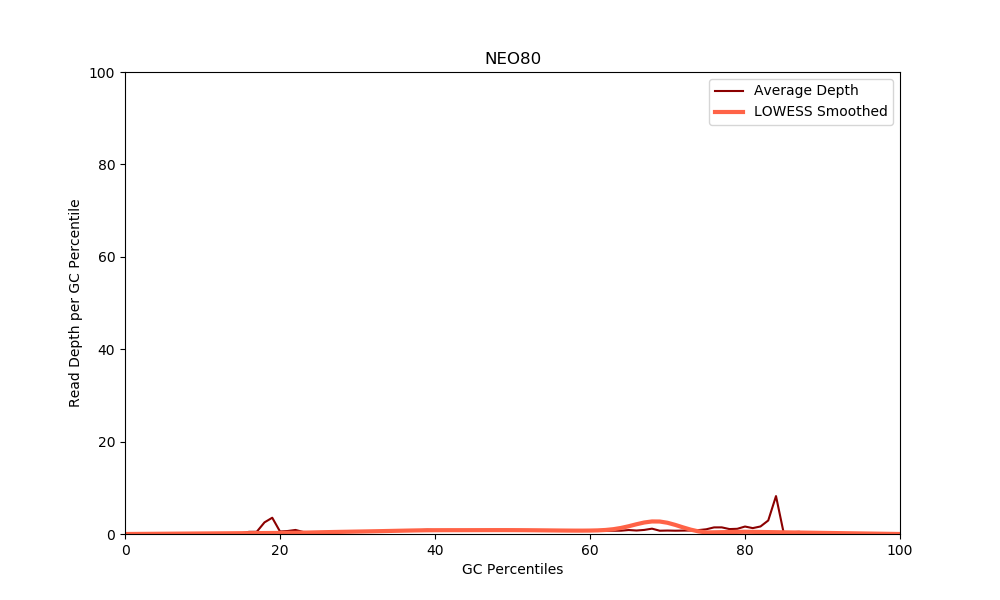 NEO80
Average Depth
LOWESS Smoothed
Read Depth per GC Percentile
100
80
60
40
20
0
0 20 40 60 80 100
GC Percentiles